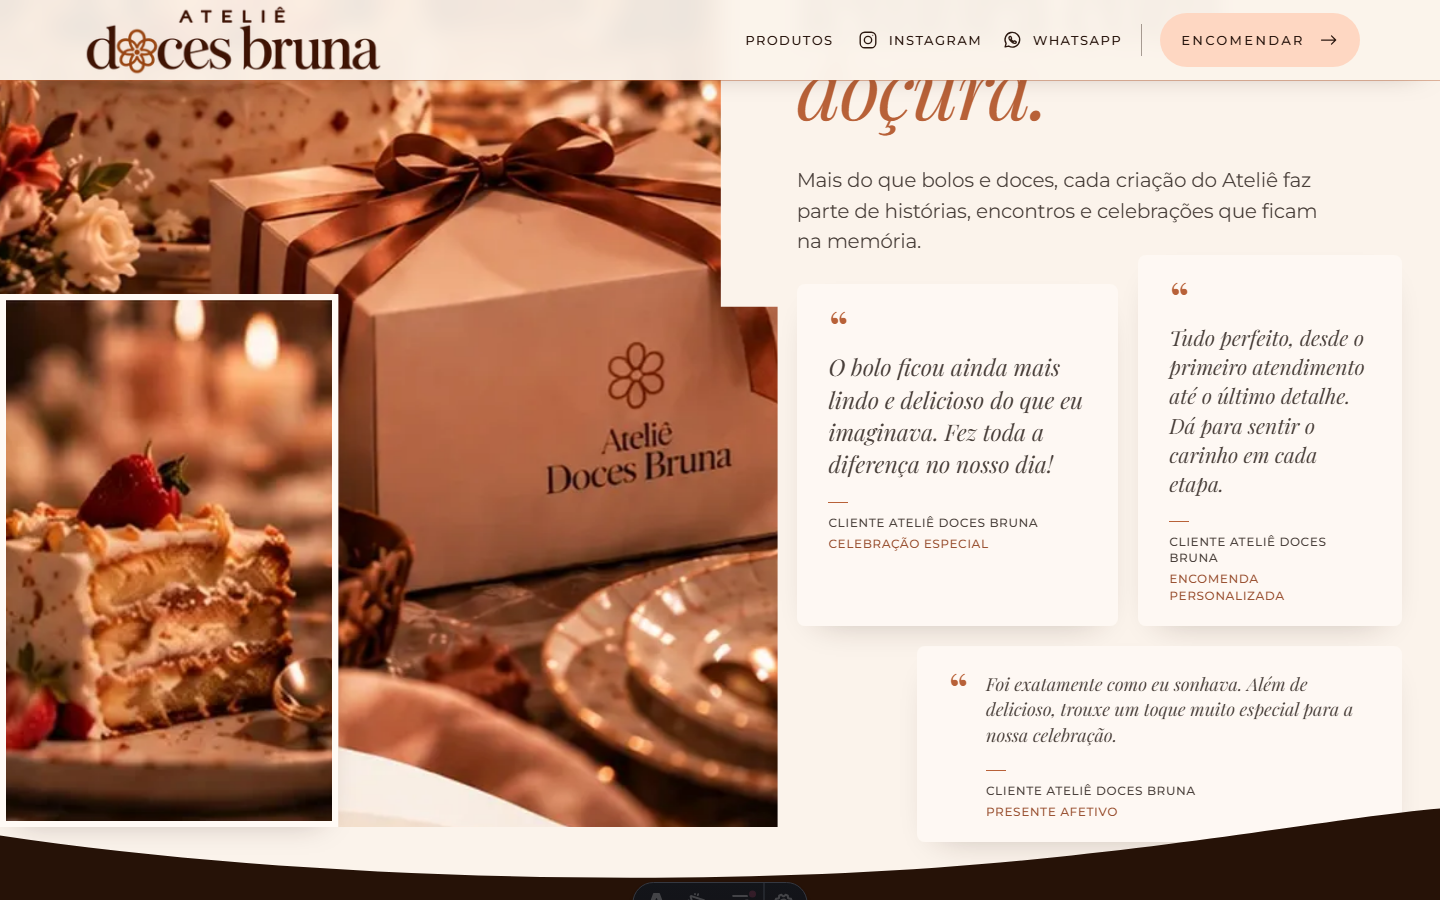 ATELIÊ
doces bruna
PRODUTOS
INSTAGRAM
WHATSAPP
ENCOMENDAR →
doçura.
Mais do que bolos e doces, cada criação do Ateliê faz
parte de histórias, encontros e celebrações que ficam
na memória.
Ateliê
Doces Bruna
“
O bolo ficou ainda mais
lindo e delicioso do que eu
imaginava. Fez toda a
diferença no nosso dia!
CLIENTE ATELIÊ DOCES BRUNA
CELEBRAÇÃO ESPECIAL
“
Tudo perfeito, desde o
primeiro atendimento
até o último detalhe.
Dá para sentir o
carinho em cada
etapa.
CLIENTE ATELIÊ DOCES
BRUNA
ENCOMENDA
PERSONALIZADA
“
Foi exatamente como eu sonhava. Além de
delicioso, trouxe um toque muito especial para a
nossa celebração.
CLIENTE ATELIÊ DOCES BRUNA
PRESENTE AFETIVO